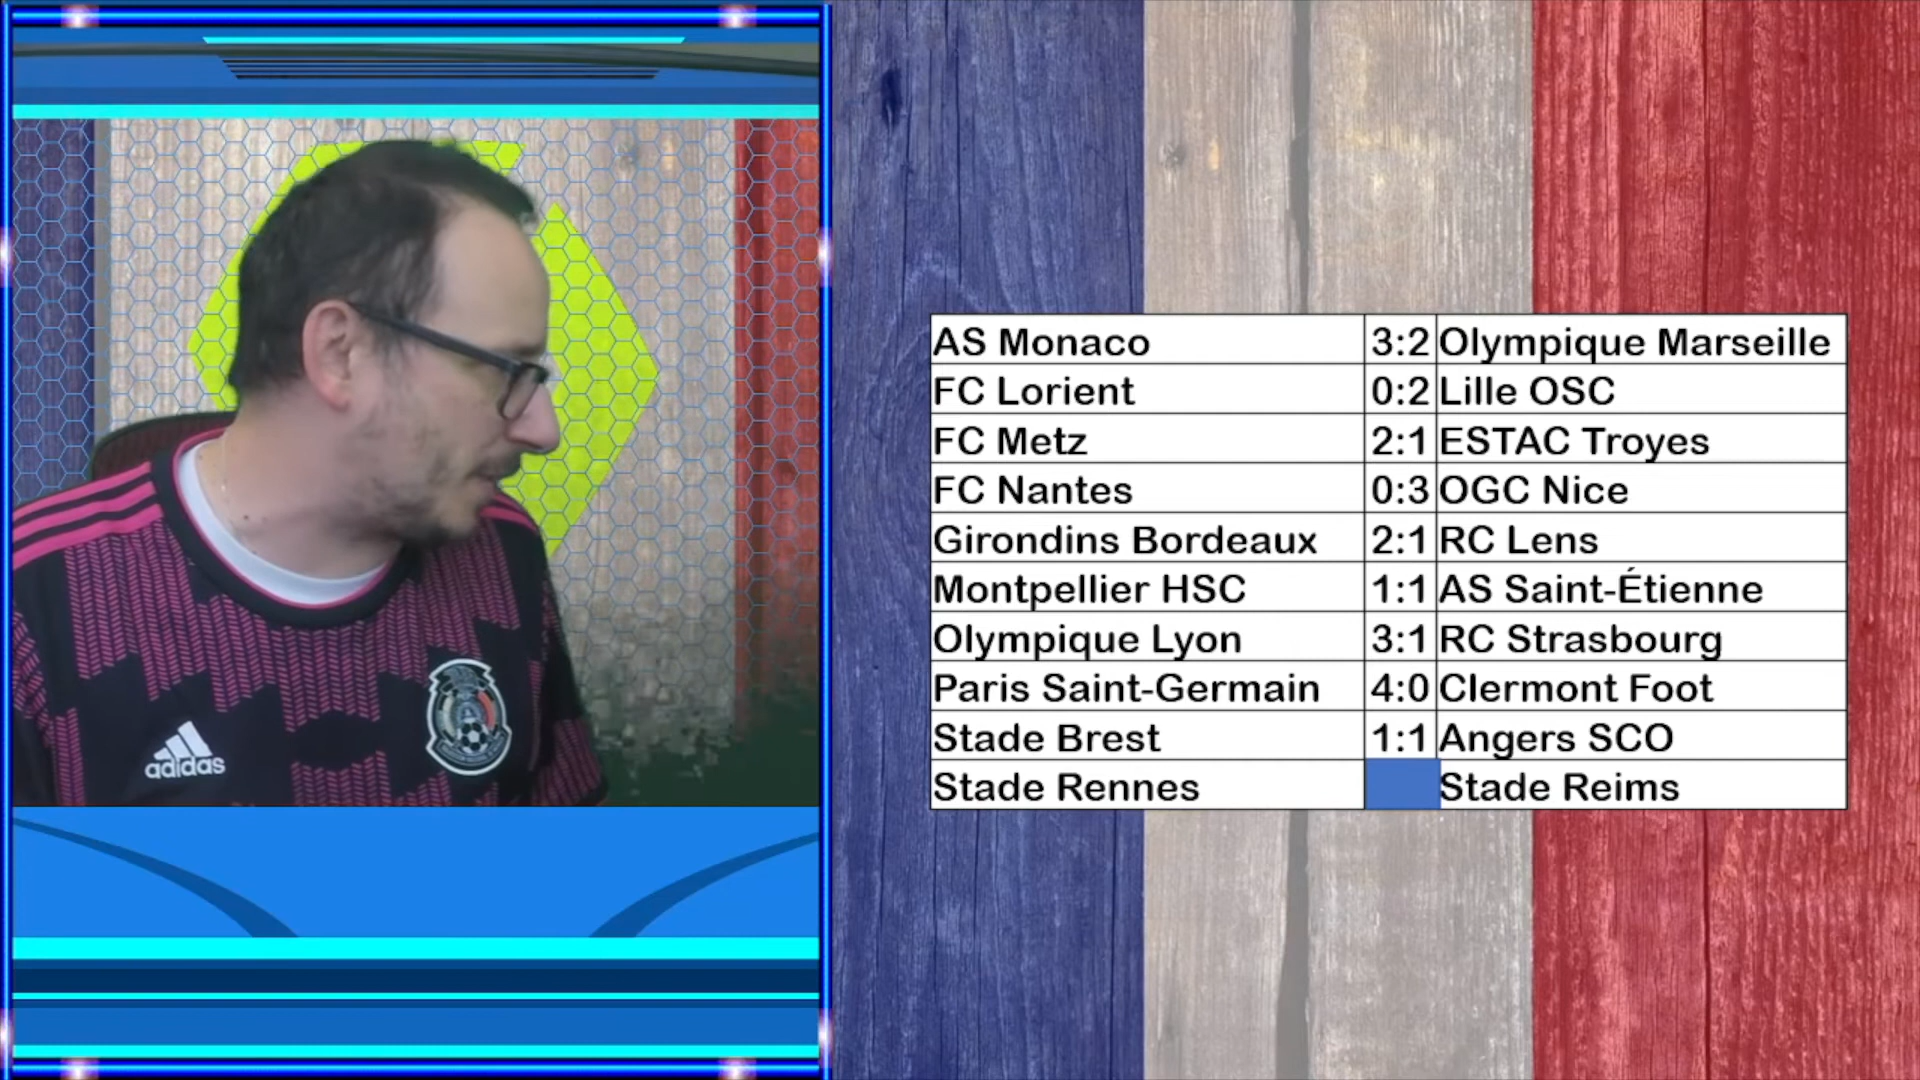 AS Monaco 3:2 Olympique Marseille
FC Lorient 0:2 Lille OSC
FC Metz 2:1 ESTAC Troyes
FC Nantes 0:3 OGC Nice
Girondins Bordeaux 2:1 RC Lens
Montpellier HSC 1:1 AS Saint-Étienne
Olympique Lyon 3:1 RC Strasbourg
Paris Saint-Germain 4:0 Clermont Foot
Stade Brest 1:1 Angers SCO
Stade Rennes Stade Reims
adidas